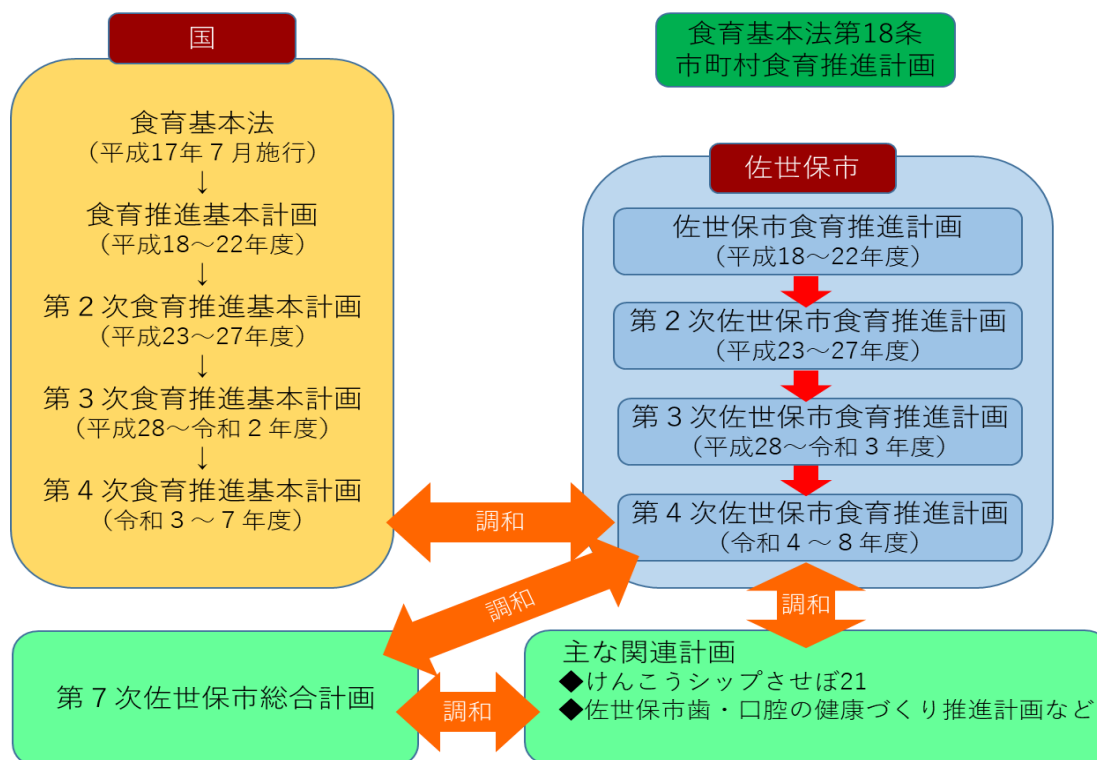 国
食育基本法
（平成17年７月施行）
↓
食育推進基本計画
（平成18～22年度）
↓
第２次食育推進基本計画
（平成23～27年度）
↓
第３次食育推進基本計画
（平成28～令和２年度）
↓
第４次食育推進基本計画
（令和３～７年度）
食育基本法第18条
市町村食育推進計画
佐世保市
佐世保市食育推進計画
（平成18～22年度）
第２次佐世保市食育推進計画
（平成23～27年度）
第３次佐世保市食育推進計画
（平成28～令和３年度）
第４次佐世保市食育推進計画
（令和４～８年度）
調和
調和
調和
第７次佐世保市総合計画
調和
主な関連計画
◆けんこうシップさせぼ21
◆佐世保市歯・口腔の健康づくり推進計画など